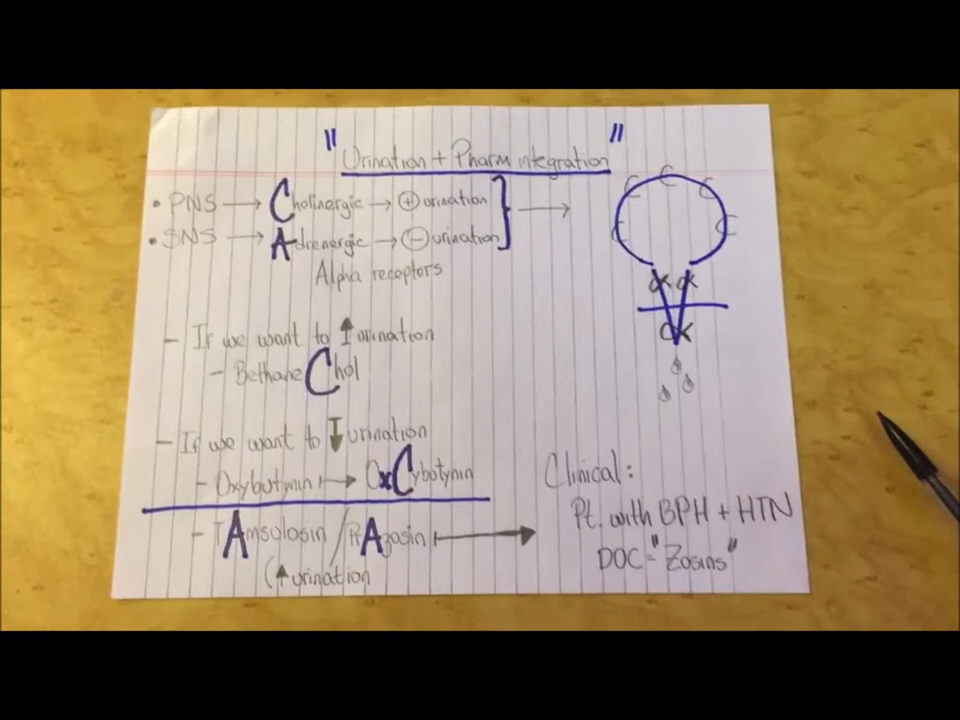 "Urination + Pharm integration"
• PNS → Cholinergic → ⊕ urination
• SNS → Adrenergic → ⊖ urination
Alpha receptors
C C C C C
α α
α
- If we want to ↑ urination
- BethaneChol
- If we want to ↓ urination
- Oxybutynin → OxCybotynin
- TAmsulosin / PrAzosin →
(↑ urination
Clinical:
Pt. with BPH + HTN
DOC = "Zosins"